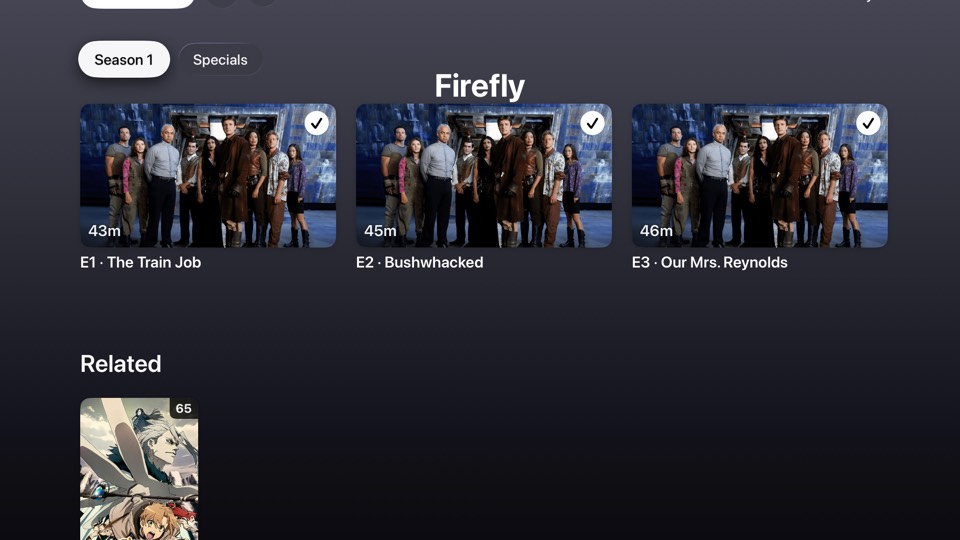 Season 1
Specials
Firefly
43m
45m
46m
E1 · The Train Job
E2 · Bushwhacked
E3 · Our Mrs. Reynolds
Related
65